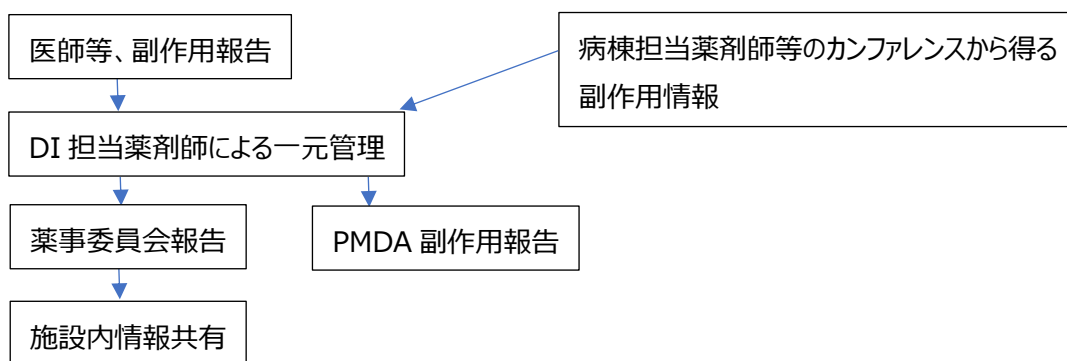 医師等、副作用報告
病棟担当薬剤師等のカンファレンスから得る
副作用情報
DI 担当薬剤師による一元管理
薬事委員会報告
PMDA 副作用報告
施設内情報共有